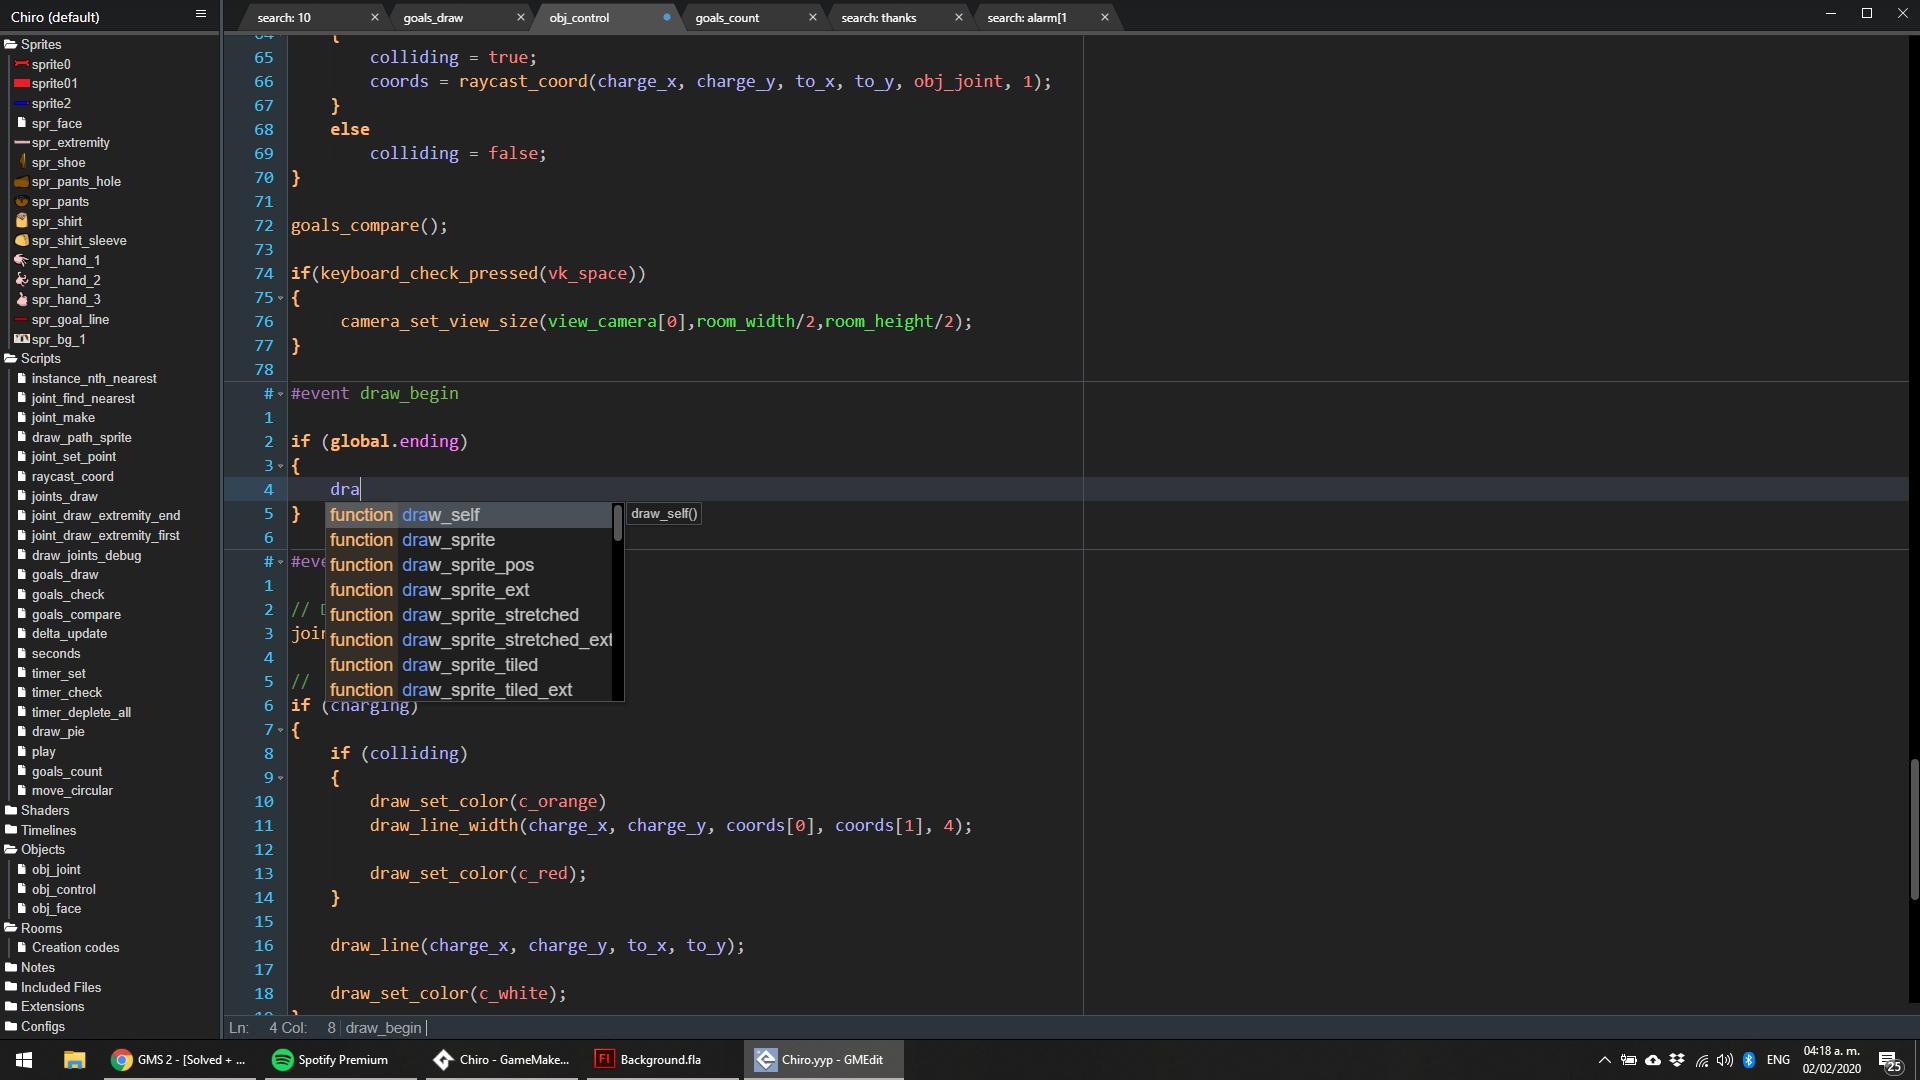 Chiro (default)
search: 10
goals_draw
obj_control
goals_count
search: thanks
search: alarm[1
Sprites
sprite0
sprite01
sprite2
spr_face
spr_extremity
spr_shoe
spr_pants_hole
spr_pants
spr_shirt
spr_shirt_sleeve
spr_hand_1
spr_hand_2
spr_hand_3
spr_goal_line
spr_bg_1
Scripts
instance_nth_nearest
joint_find_nearest
joint_make
draw_path_sprite
joint_set_point
raycast_coord
joints_draw
joint_draw_extremity_end
joint_draw_extremity_first
draw_joints_debug
goals_draw
goals_check
goals_compare
delta_update
seconds
timer_set
timer_check
timer_deplete_all
draw_pie
play
goals_count
move_circular
Shaders
Timelines
Objects
obj_joint
obj_control
obj_face
Rooms
Creation codes
Notes
Included Files
Extensions
Configs
64 {
65 colliding = true;
66 coords = raycast_coord(charge_x, charge_y, to_x, to_y, obj_joint, 1);
67 }
68 else
69 colliding = false;
70 }
71
72 goals_compare();
73
74 if(keyboard_check_pressed(vk_space))
75 {
76 camera_set_view_size(view_camera[0],room_width/2,room_height/2);
77 }
78
# #event draw_begin
1
2 if (global.ending)
3 {
4 dra
5 }
6
# #eve
1
2 //
3 join
4
5 //
6 if (charging)
7 {
8 if (colliding)
9 {
10 draw_set_color(c_orange)
11 draw_line_width(charge_x, charge_y, coords[0], coords[1], 4);
12
13 draw_set_color(c_red);
14 }
15
16 draw_line(charge_x, charge_y, to_x, to_y);
17
18 draw_set_color(c_white);
19 }
function draw_self
draw_self()
function draw_sprite
function draw_sprite_pos
function draw_sprite_ext
function draw_sprite_stretched
function draw_sprite_stretched_ext
function draw_sprite_tiled
function draw_sprite_tiled_ext
Ln: 4 Col: 8 draw_begin
GMS 2 - [Solved + ...
Spotify Premium
Chiro - GameMake...
Fl
Background.fla
Chiro.yyp - GMEdit
ENG
04:18 a. m.
02/02/2020
25